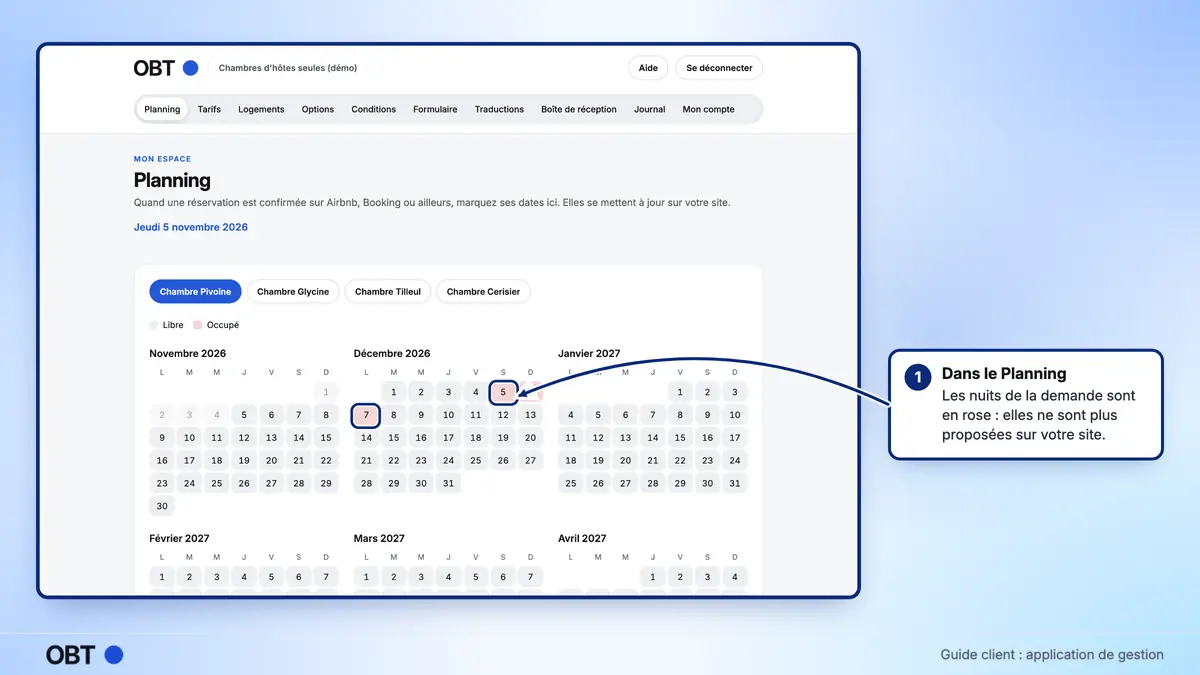 OBT
Chambres d'hôtes seules (démo)
Aide
Se déconnecter
Planning Tarifs Logements Options Conditions Formulaire Traductions Boîte de réception Journal Mon compte
MON ESPACE
Planning
Quand une réservation est confirmée sur Airbnb, Booking ou ailleurs, marquez ses dates ici. Elles se mettent à jour sur votre site.
Jeudi 5 novembre 2026
Chambre Pivoine Chambre Glycine Chambre Tilleul Chambre Cerisier
Libre Occupé
Novembre 2026
L M M J V S D
1
2 3 4 5 6 7 8
9 10 11 12 13 14 15
16 17 18 19 20 21 22
23 24 25 26 27 28 29
30
Décembre 2026
L M M J V S D
1 2 3 4 5
7 8 9 10 11 12 13
14 15 16 17 18 19 20
21 22 23 24 25 26 27
28 29 30 31
Janvier 2027
M J V S D
1 2 3
4 5 6 7 8 9 10
11 12 13 14 15 16 17
18 19 20 21 22 23 24
25 26 27 28 29 30 31
Février 2027
L M M J V S D
1 2 3 4 5 6 7
Mars 2027
L M M J V S D
1 2 3 4 5 6 7
Avril 2027
L M M J V S D
1 2 3 4
1 Dans le Planning
Les nuits de la demande sont
en rose : elles ne sont plus
proposées sur votre site.
OBT
Guide client : application de gestion